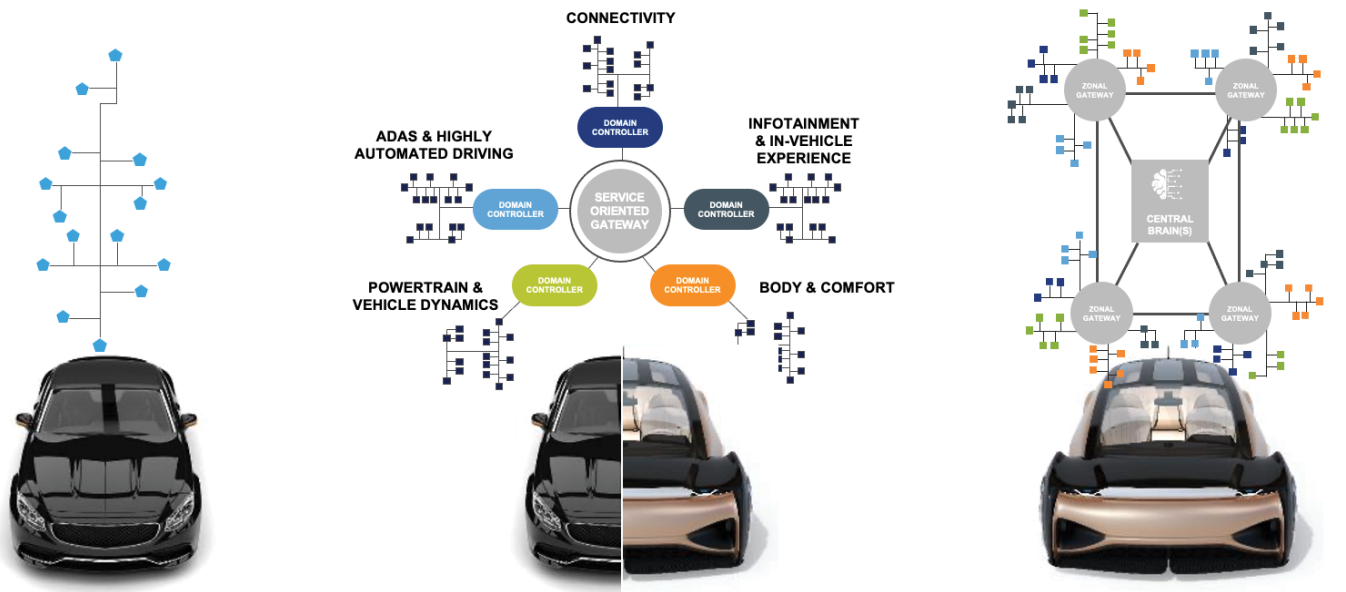 CONNECTIVITY
DOMAIN
CONTROLLER
ADAS & HIGHLY
AUTOMATED DRIVING
DOMAIN
CONTROLLER
INFOTAINMENT
& IN-VEHICLE
EXPERIENCE
DOMAIN
CONTROLLER
SERVICE
ORIENTED
GATEWAY
POWERTRAIN &
VEHICLE DYNAMICS
DOMAIN
CONTROLLER
DOMAIN
CONTROLLER
BODY & COMFORT
ZONAL
GATEWAY
ZONAL
GATEWAY
CENTRAL
BRAIN(S)
ZONAL
GATEWAY
ZONAL
GATEWAY